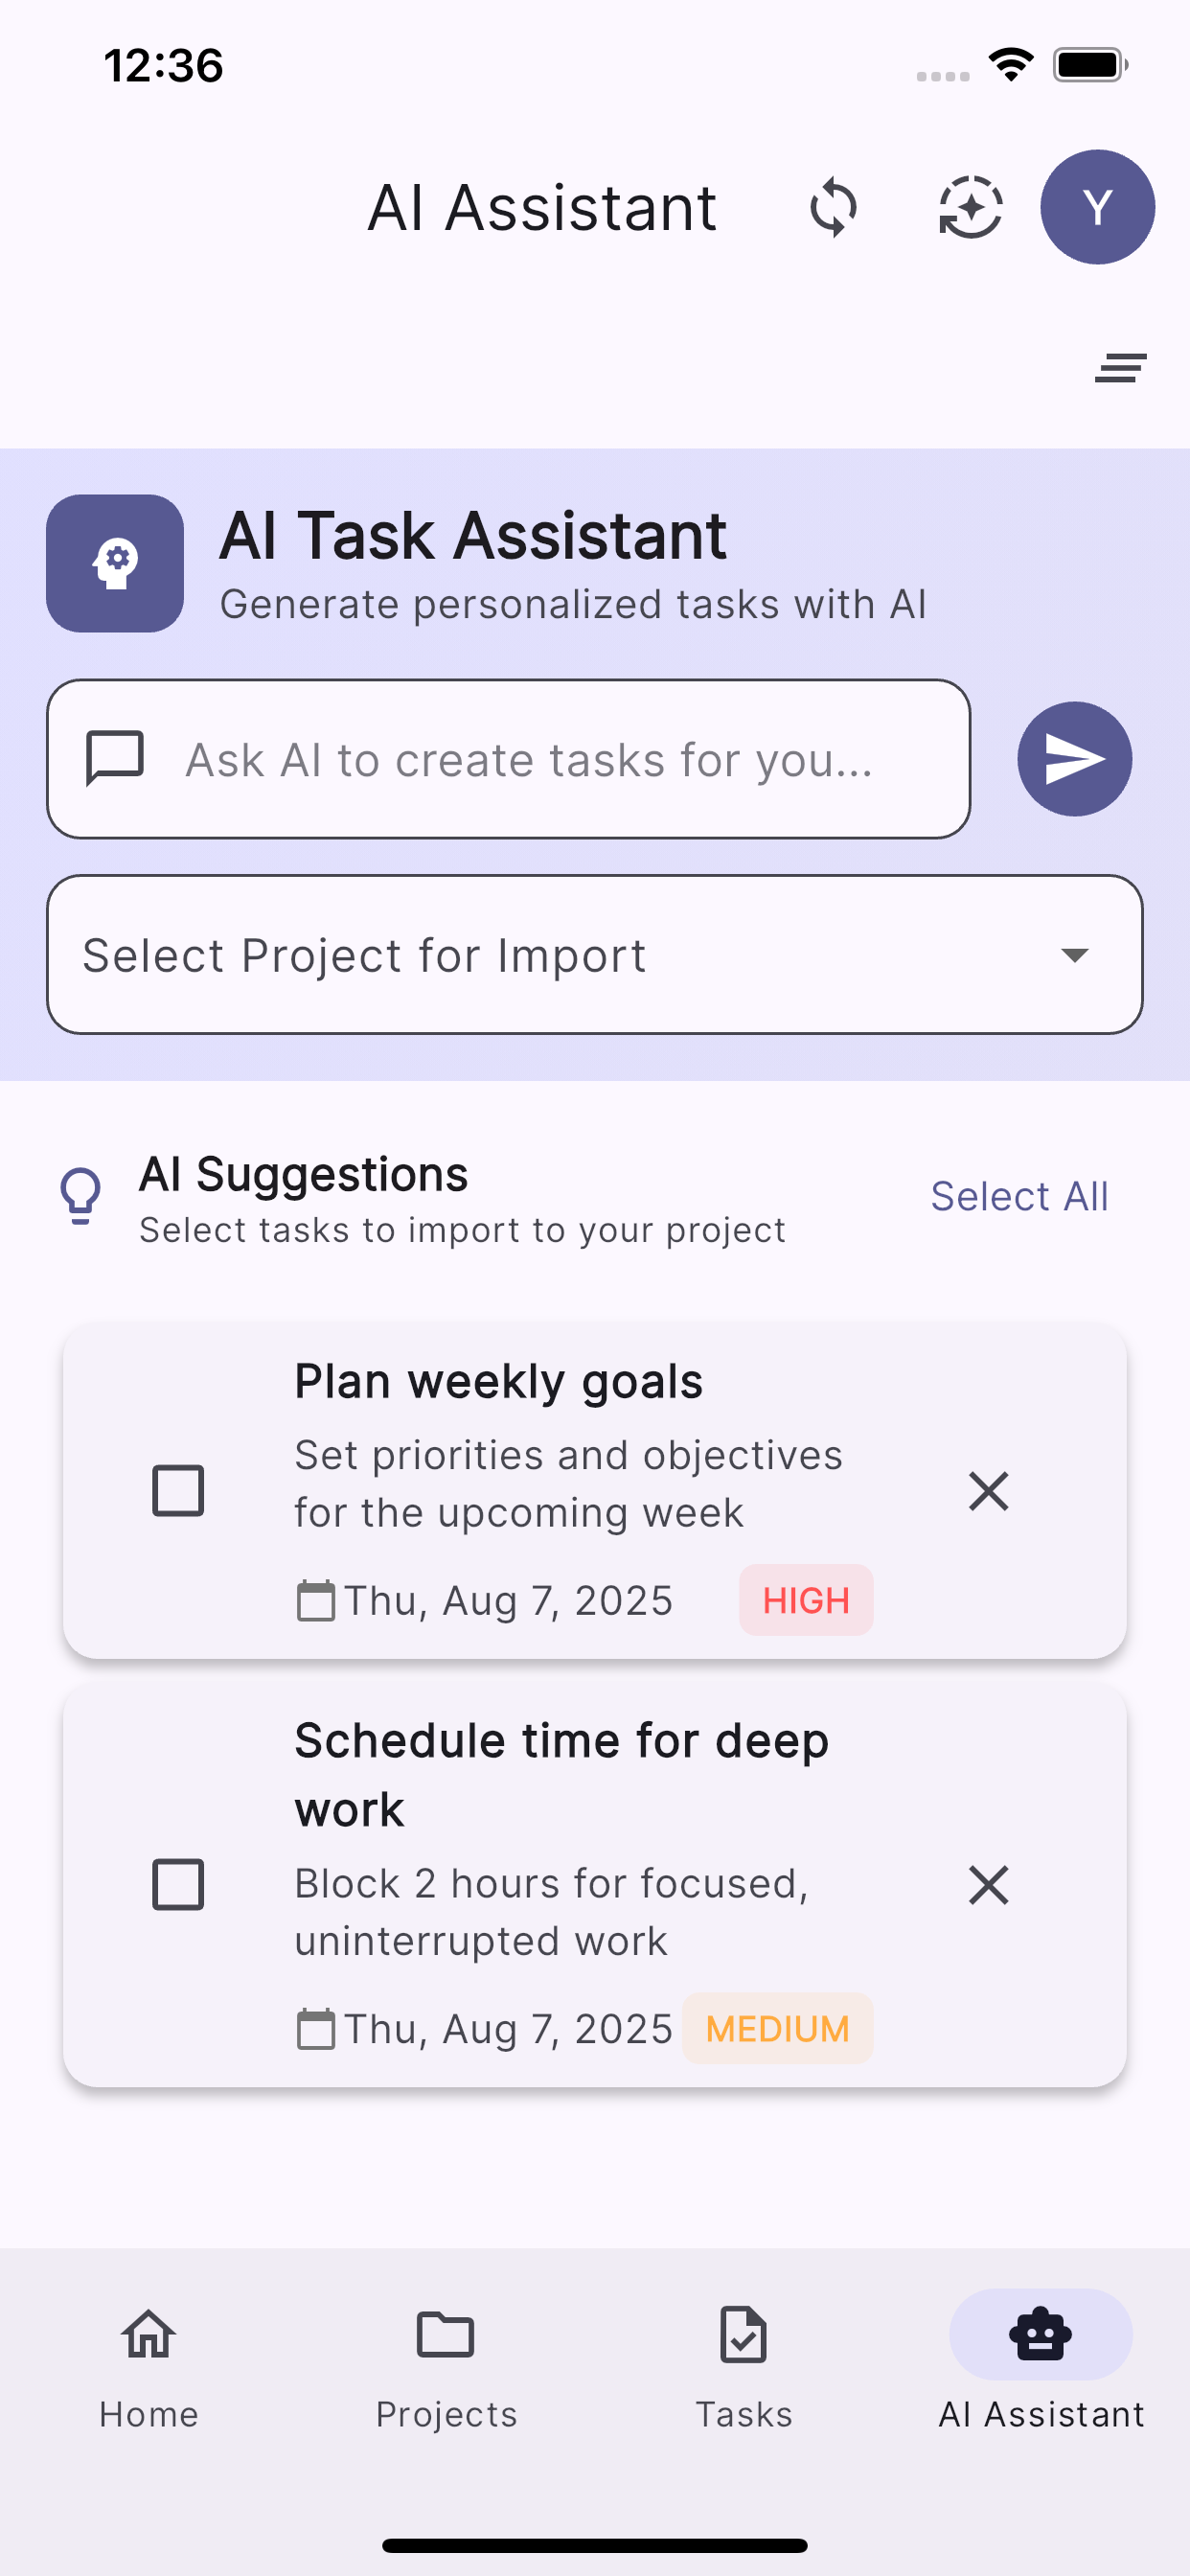 12:36
AI Assistant
Y
AI Task Assistant
Generate personalized tasks with AI
Ask AI to create tasks for you...
Select Project for Import
AI Suggestions
Select tasks to import to your project
Select All
Plan weekly goals
Set priorities and objectives
for the upcoming week
Thu, Aug 7, 2025
HIGH
Schedule time for deep
work
Block 2 hours for focused,
uninterrupted work
Thu, Aug 7, 2025
MEDIUM
Home
Projects
Tasks
AI Assistant